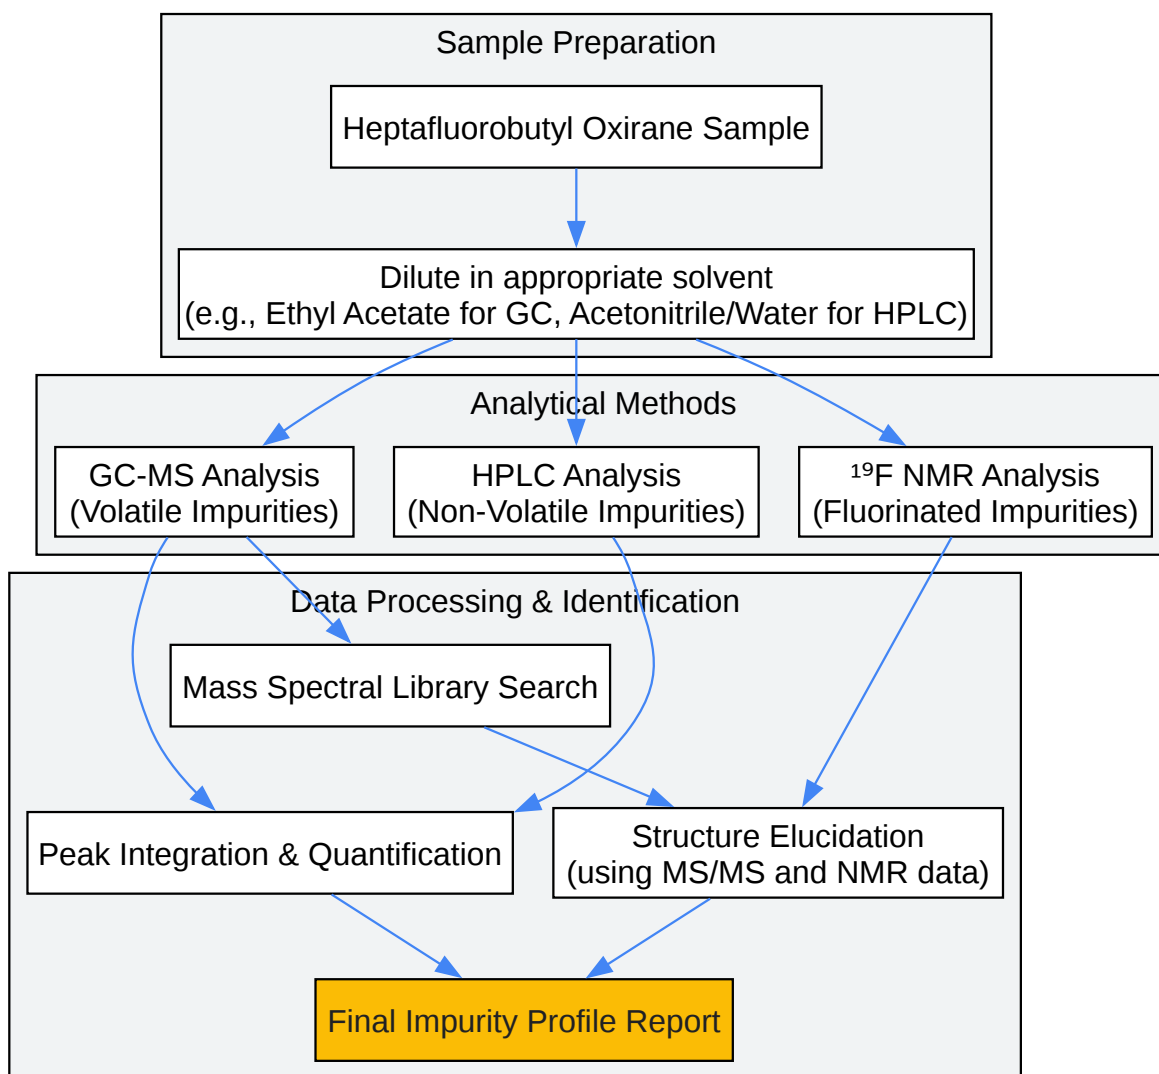 Sample Preparation
Heptafluorobutyl Oxirane Sample
Dilute in appropriate solvent
(e.g., Ethyl Acetate for GC, Acetonitrile/Water for HPLC)
Analytical Methods
GC-MS Analysis
(Volatile Impurities)
HPLC Analysis
(Non-Volatile Impurities)
¹⁹F NMR Analysis
(Fluorinated Impurities)
Data Processing & Identification
Mass Spectral Library Search
Peak Integration & Quantification
Structure Elucidation
(using MS/MS and NMR data)
Final Impurity Profile Report